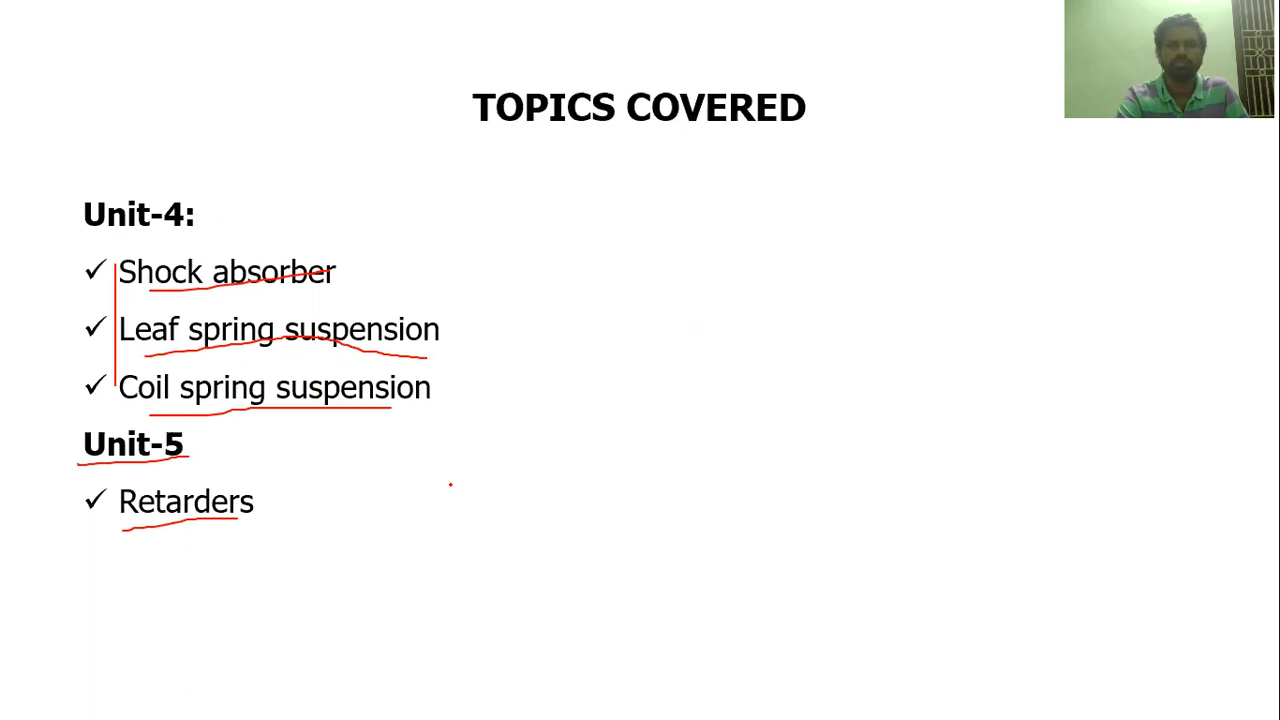 TOPICS COVERED
Unit-4:
✓ Shock absorber
✓ Leaf spring suspension
✓ Coil spring suspension
Unit-5
✓ Retarders